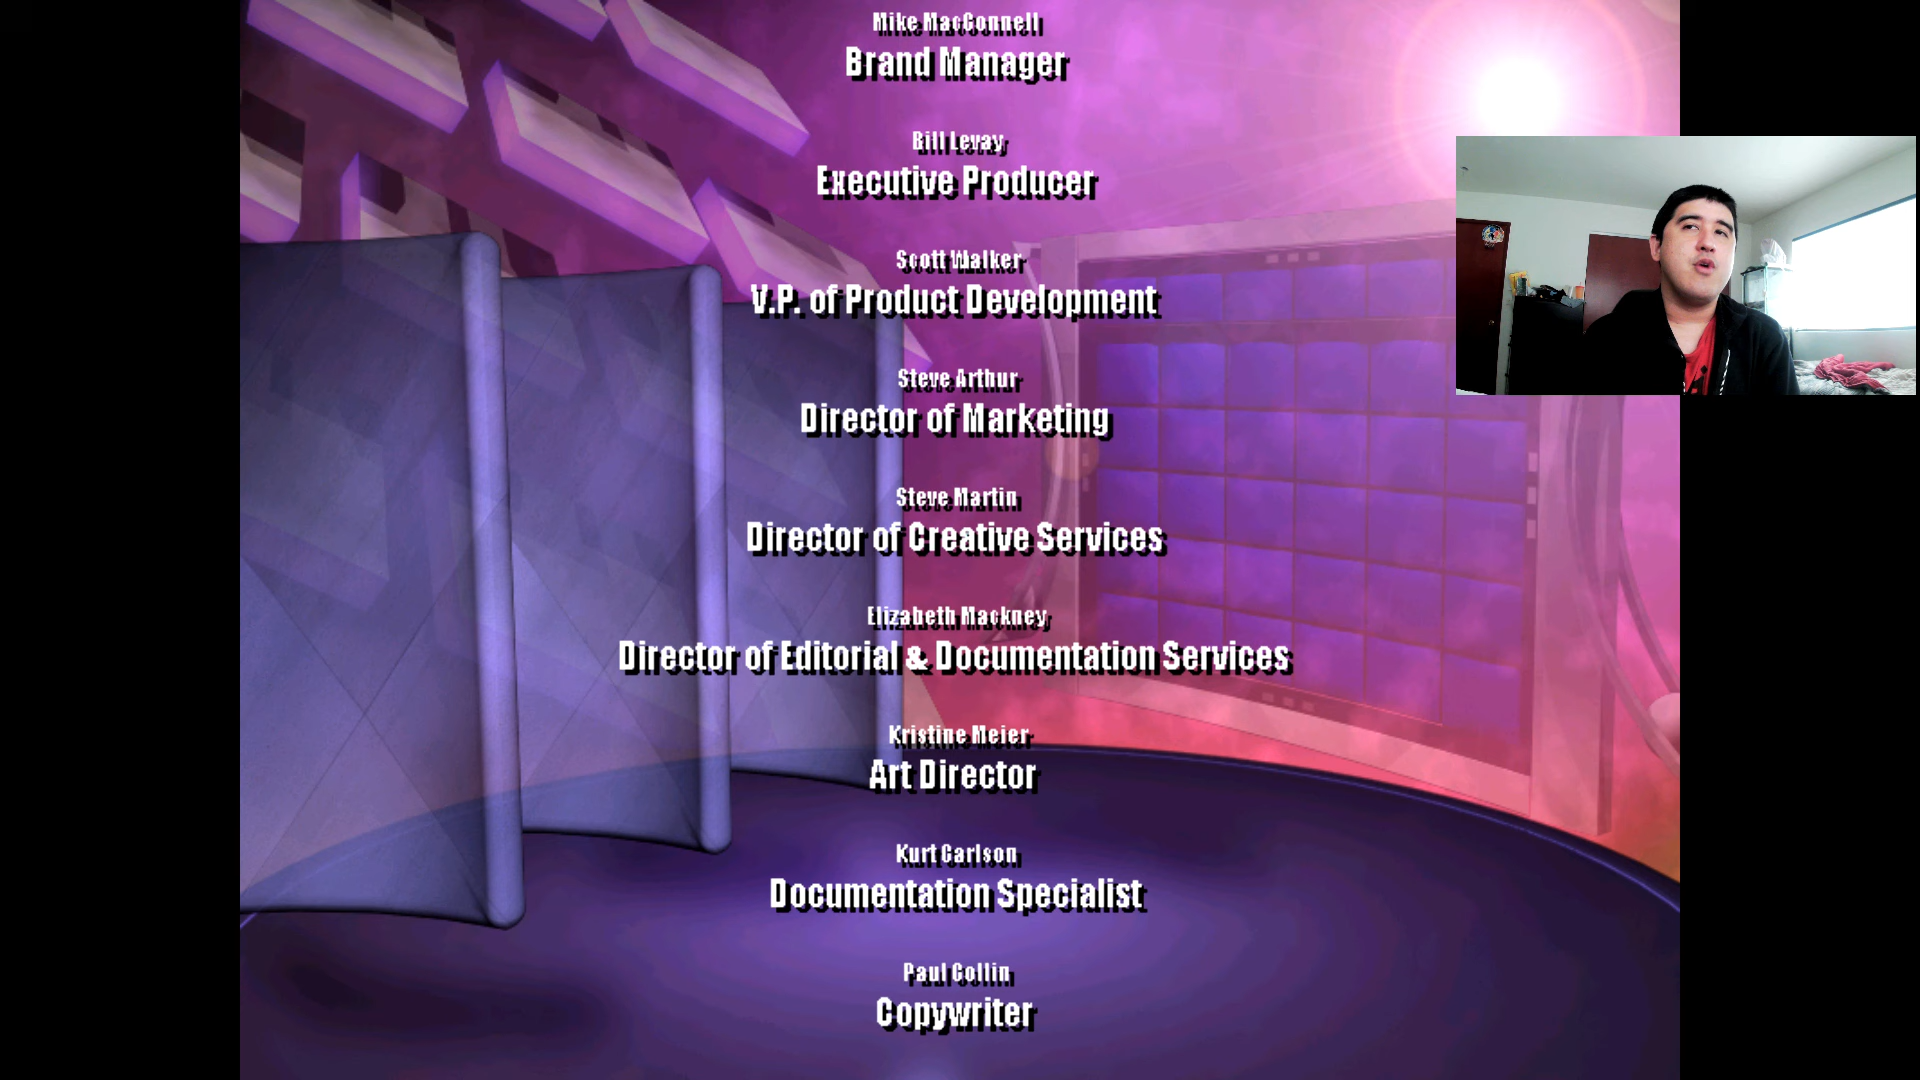 Mike MacConnell
Brand Manager
Bill Levay
Executive Producer
Scott Walker
V.P. of Product Development
Steve Arthur
Director of Marketing
Steve Martin
Director of Creative Services
Elizabeth Mackney
Director of Editorial & Documentation Services
Kristine Meier
Art Director
Kurt Carlson
Documentation Specialist
Paul Collin
Copywriter